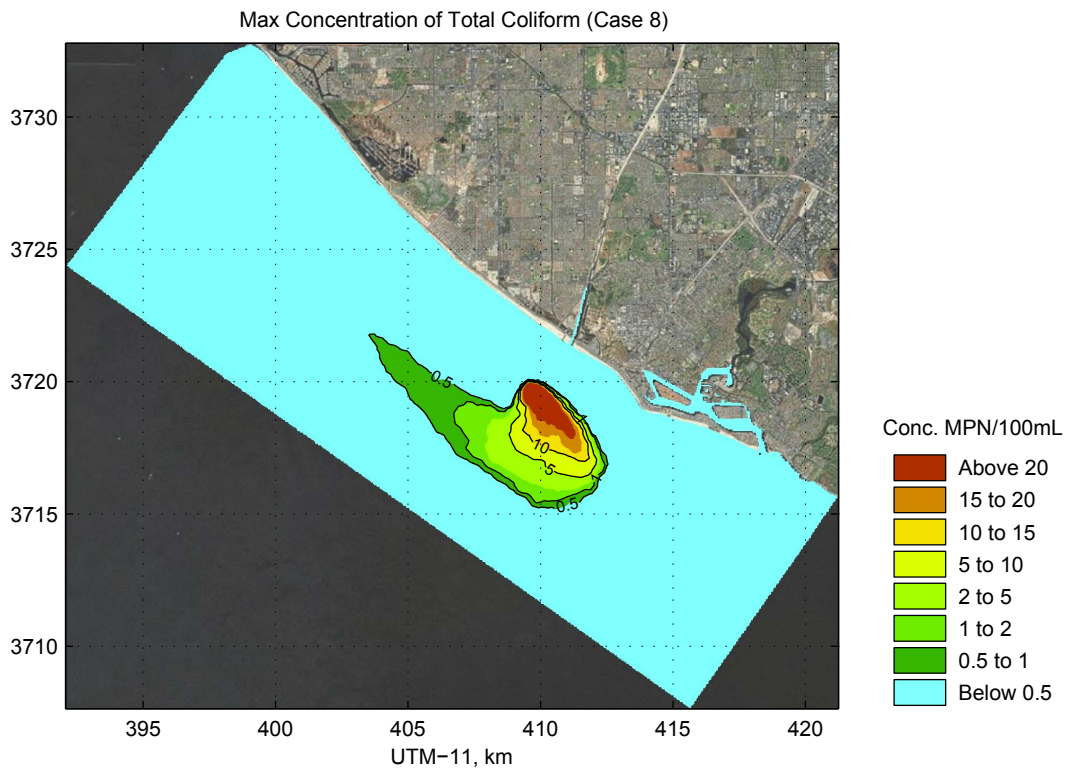 Max Concentration of Total Coliform (Case 8)
3730
3725
3720
3715
3710
0.5
10
5
1
1
0.5
395
400
405
410
415
420
UTM−11, km
Conc. MPN/100mL
Above 20
15 to 20
10 to 15
5 to 10
2 to 5
1 to 2
0.5 to 1
Below 0.5